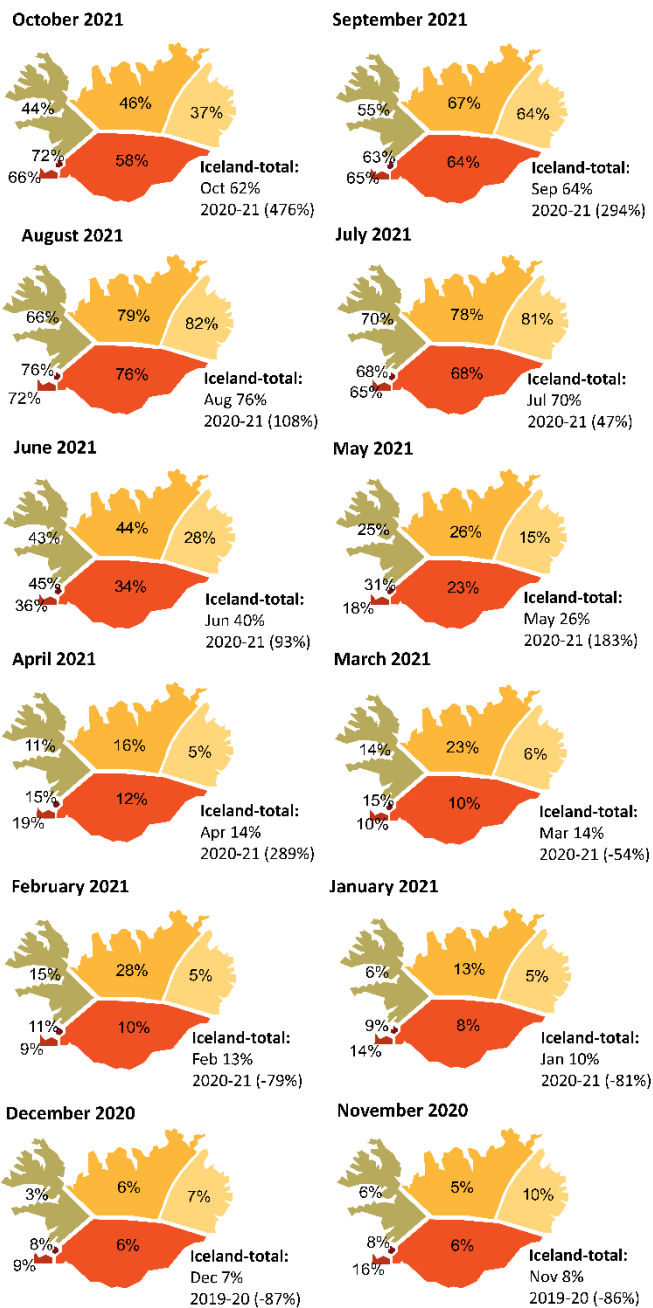 October 2021
44%
46%
37%
72%
58%
66%
Iceland-total:
Oct 62%
2020-21 (476%)
September 2021
55%
67%
64%
63%
64%
65%
Iceland-total:
Sep 64%
2020-21 (294%)
August 2021
66%
79%
82%
76%
76%
72%
Iceland-total:
Aug 76%
2020-21 (108%)
July 2021
70%
78%
81%
68%
68%
65%
Iceland-total:
Jul 70%
2020-21 (47%)
June 2021
43%
44%
28%
45%
34%
36%
Iceland-total:
Jun 40%
2020-21 (93%)
May 2021
25%
26%
15%
31%
23%
18%
Iceland-total:
May 26%
2020-21 (183%)
April 2021
11%
16%
5%
15%
12%
19%
Iceland-total:
Apr 14%
2020-21 (289%)
March 2021
14%
23%
6%
15%
10%
10%
Iceland-total:
Mar 14%
2020-21 (-54%)
February 2021
15%
28%
5%
11%
10%
9%
Iceland-total:
Feb 13%
2020-21 (-79%)
January 2021
6%
13%
5%
9%
8%
14%
Iceland-total:
Jan 10%
2020-21 (-81%)
December 2020
3%
6%
7%
8%
6%
9%
Iceland-total:
Dec 7%
2019-20 (-87%)
November 2020
6%
5%
10%
8%
6%
16%
Iceland-total:
Nov 8%
2019-20 (-86%)